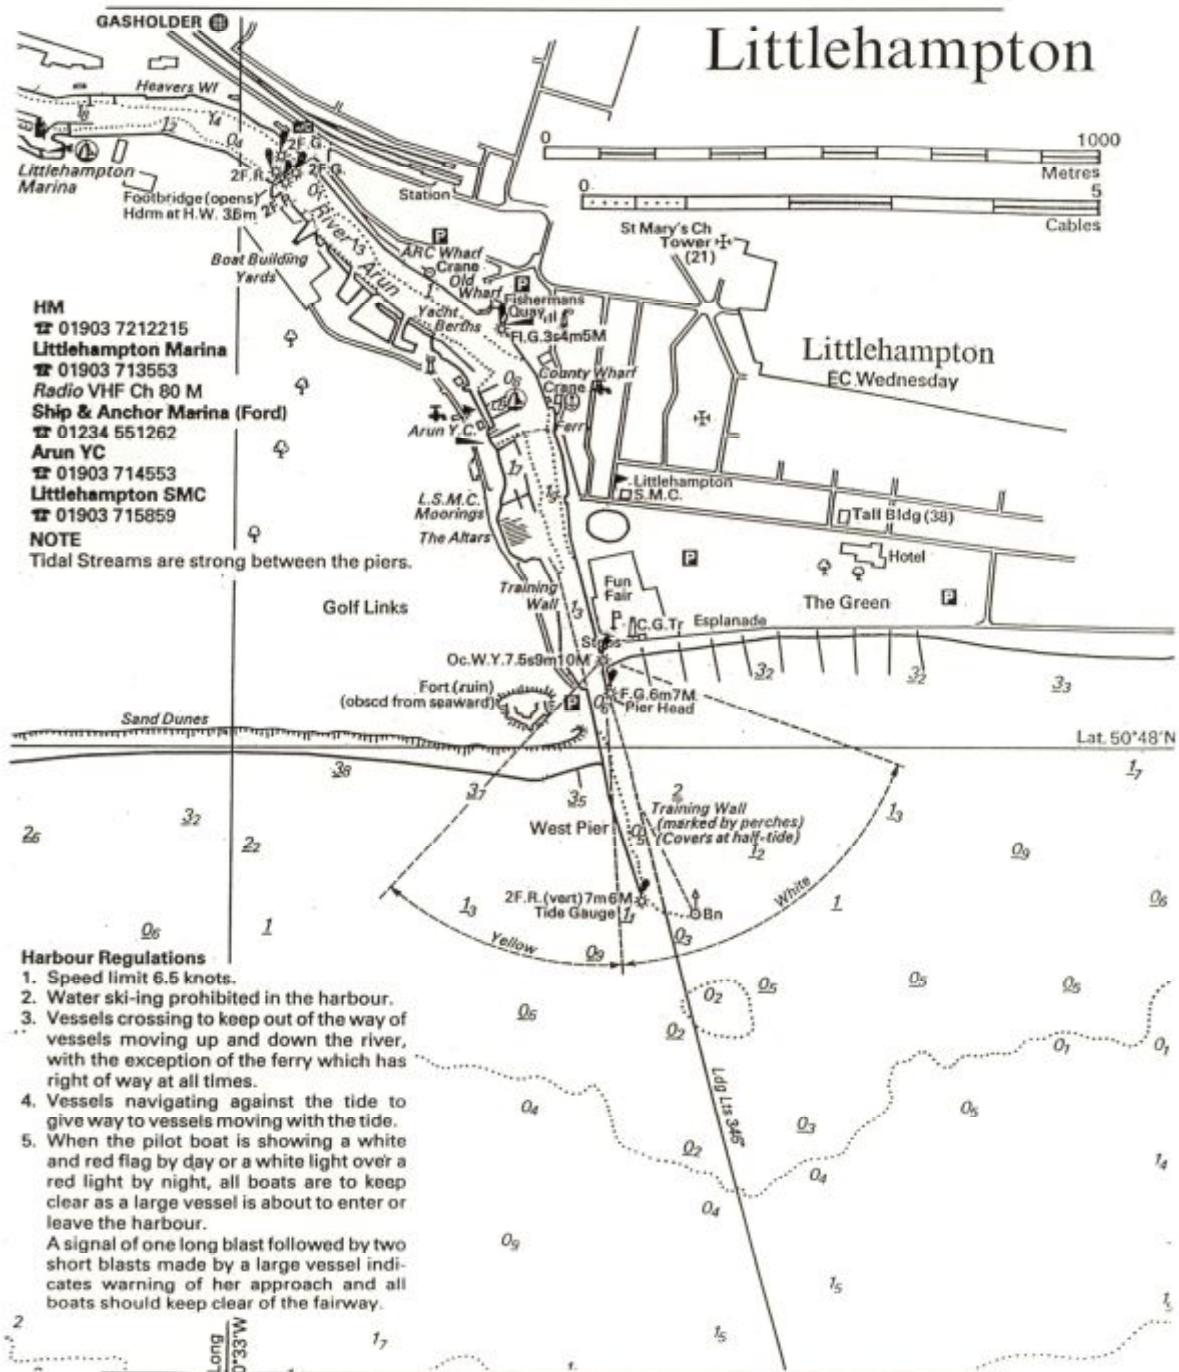 GASHOLDER
Littlehampton
Heavers Wl
0 1000
Metres
0 5
Cables
2F.G.
2F.G.
2F.R.
Littlehampton
Marina
Footbridge (opens)
Hdrm at H.W. 3.6m
Station
River Arun
St Mary's Ch
Tower
(21)
Boat Building
Yards
ARC Wharf
Crane
Old
Wharf
Fishermans
Quay
Yacht
Berths
Fl.G.3s4m5M
HM
☎ 01903 7212215
Littlehampton Marina
☎ 01903 713553
Radio VHF Ch 80 M
Ship & Anchor Marina (Ford)
☎ 01234 551262
Arun YC
☎ 01903 714553
Littlehampton SMC
☎ 01903 715859
NOTE
Tidal Streams are strong between the piers.
Littlehampton
EC Wednesday
County Wharf
Crane
Arun Y.C.
Ferry
Littlehampton
S.M.C.
L.S.M.C.
Moorings
The Altars
Tall Bldg (38)
Hotel
Training
Wall
Fun
Fair
The Green
Golf Links
C.G.Tr
Esplanade
Oc.W.Y.7.5s9m10M
Fort (ruin)
(obscd from seaward)
F.G.6m7M
Pier Head
Sand Dunes
Lat. 50°48'N
Training Wall
(marked by perches)
(Covers at half-tide)
West Pier
2F.R.(vert)7m6M
Tide Gauge
Bn
White
Yellow
Ldg Lts 346°
Harbour Regulations
1. Speed limit 6.5 knots.
2. Water ski-ing prohibited in the harbour.
3. Vessels crossing to keep out of the way of
vessels moving up and down the river,
with the exception of the ferry which has
right of way at all times.
4. Vessels navigating against the tide to
give way to vessels moving with the tide.
5. When the pilot boat is showing a white
and red flag by day or a white light over a
red light by night, all boats are to keep
clear as a large vessel is about to enter or
leave the harbour.
A signal of one long blast followed by two
short blasts made by a large vessel indi-
cates warning of her approach and all
boats should keep clear of the fairway.
Long
0°33'W